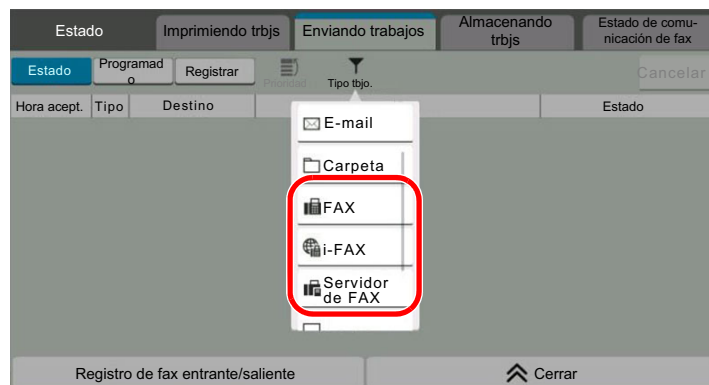 Estado
Imprimiendo trbjs
Enviando trabajos
Almacenando
trbjs
Estado de comu-
nicación de fax
Estado
Programad
o
Registrar
Prioridad
Tipo tbjo.
Cancelar
Hora acept.
Tipo
Destino
Estado
E-mail
Carpeta
FAX
i-FAX
Servidor
de FAX
Registro de fax entrante/saliente
Cerrar